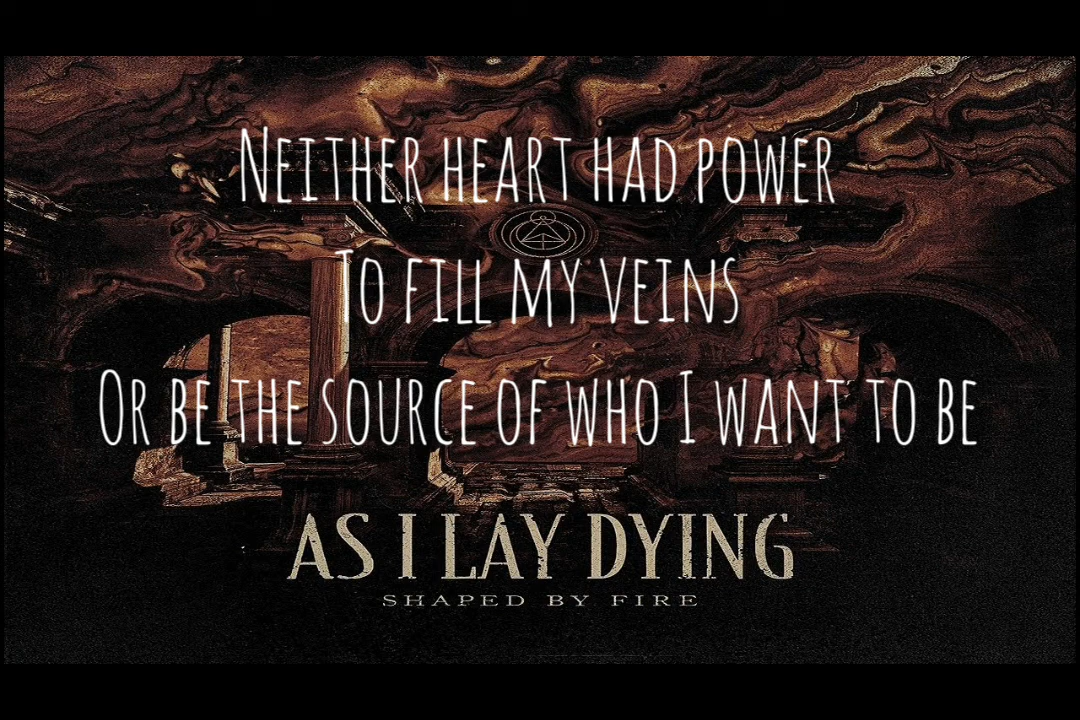 Neither heart had power
To fill my veins
Or be the source of who I want to be
AS I LAY DYING
SHAPED BY FIRE